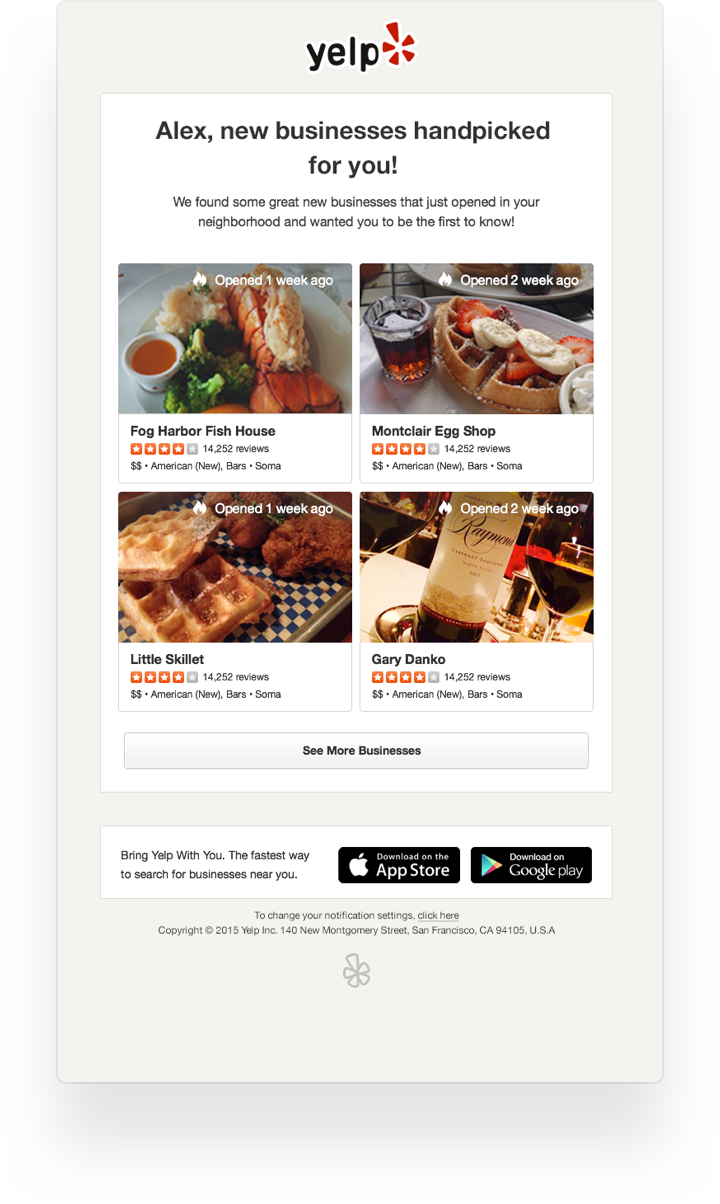 yelp
Alex, new businesses handpicked
for you!
We found some great new businesses that just opened in your
neighborhood and wanted you to be the first to know!
Opened 1 week ago
Opened 2 week ago
Fog Harbor Fish House
14,252 reviews
$$ • American (New), Bars • Soma
Montclair Egg Shop
14,252 reviews
$$ • American (New), Bars • Soma
Opened 1 week ago
Opened 2 week ago
Raymond
CABERNET SAUVIGNON
Little Skillet
14,252 reviews
$$ • American (New), Bars • Soma
Gary Danko
14,252 reviews
$$ • American (New), Bars • Soma
See More Businesses
Bring Yelp With You. The fastest way
to search for businesses near you.
Download on the
App Store
Download on
Google play
To change your notification settings, click here
Copyright © 2015 Yelp Inc. 140 New Montgomery Street, San Francisco, CA 94105, U.S.A